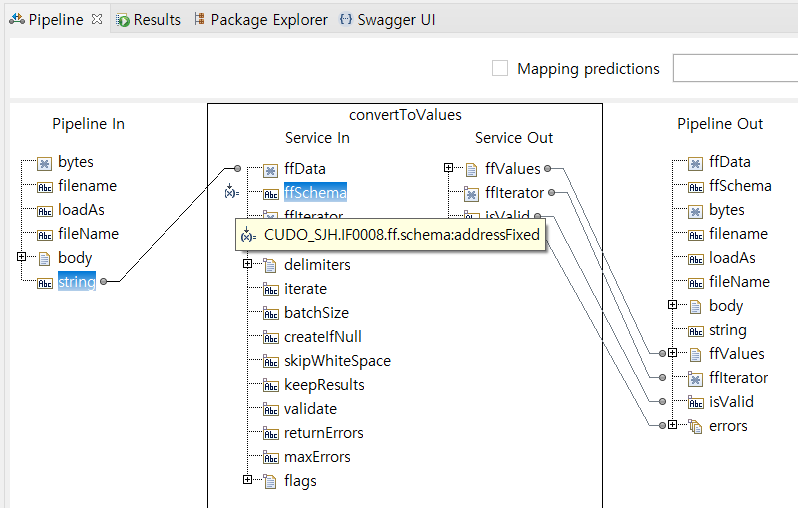 Pipeline Results Package Explorer Swagger UI
Mapping predictions
Pipeline In
bytes
filename
loadAs
fileName
body
string
convertToValues
Service In
ffData
ffSchema
ffIterator
CUDO_SJH.IF0008.ff.schema:addressFixed
delimiters
iterate
batchSize
createIfNull
skipWhiteSpace
keepResults
validate
returnErrors
maxErrors
flags
Service Out
ffValues
ffIterator
isValid
Pipeline Out
ffData
ffSchema
bytes
filename
loadAs
fileName
body
string
ffValues
ffIterator
isValid
errors